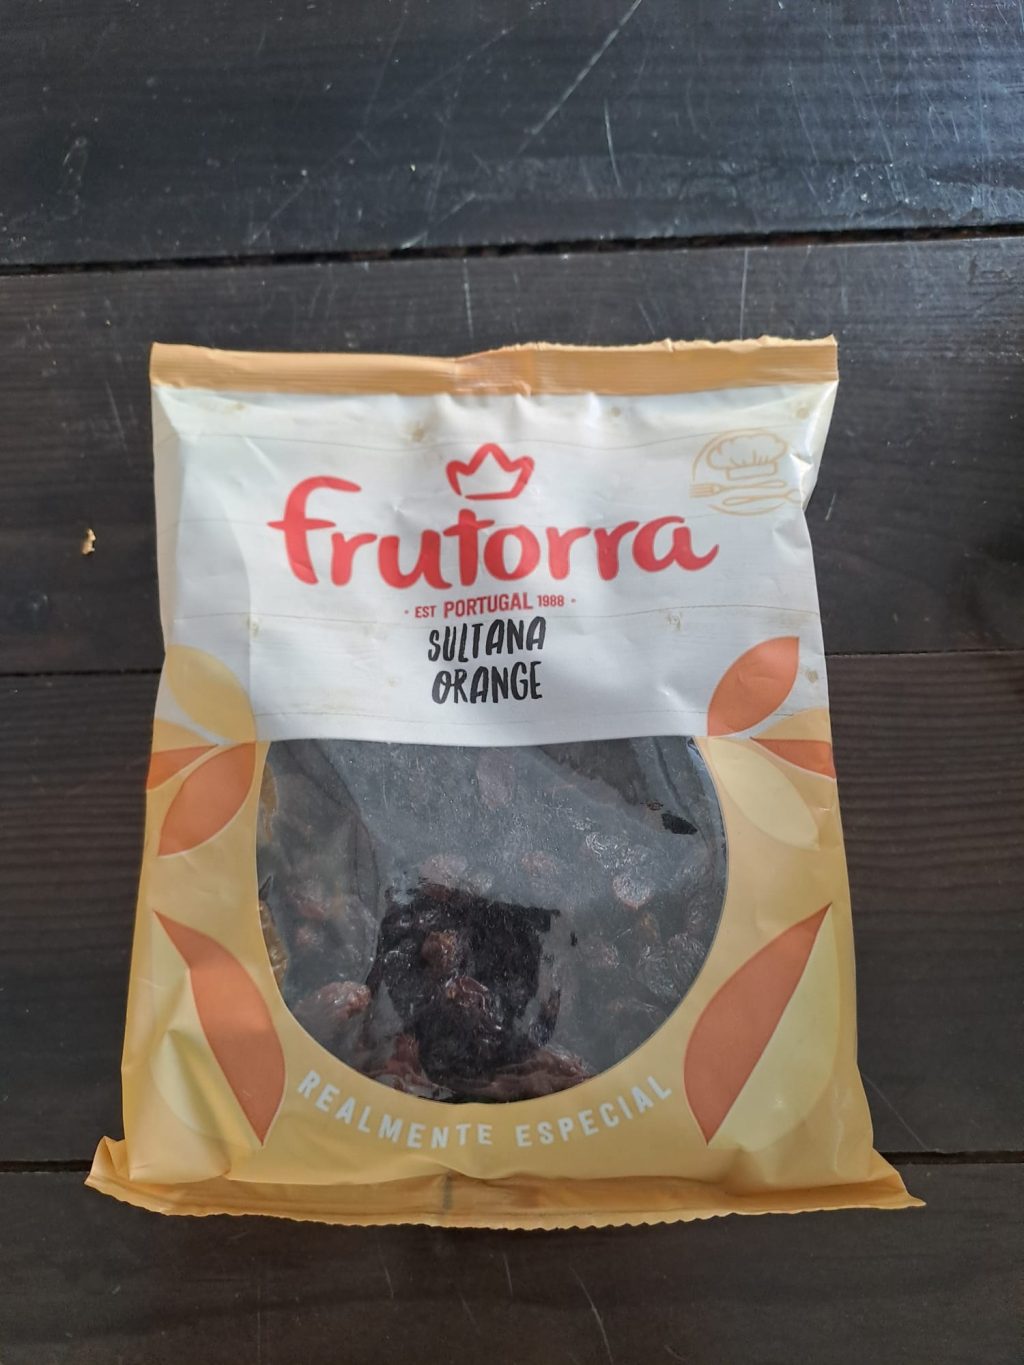 frutorra
- EST PORTUGAL 1988 -
SULTANA
ORANGE
REALMENTE ESPECIAL